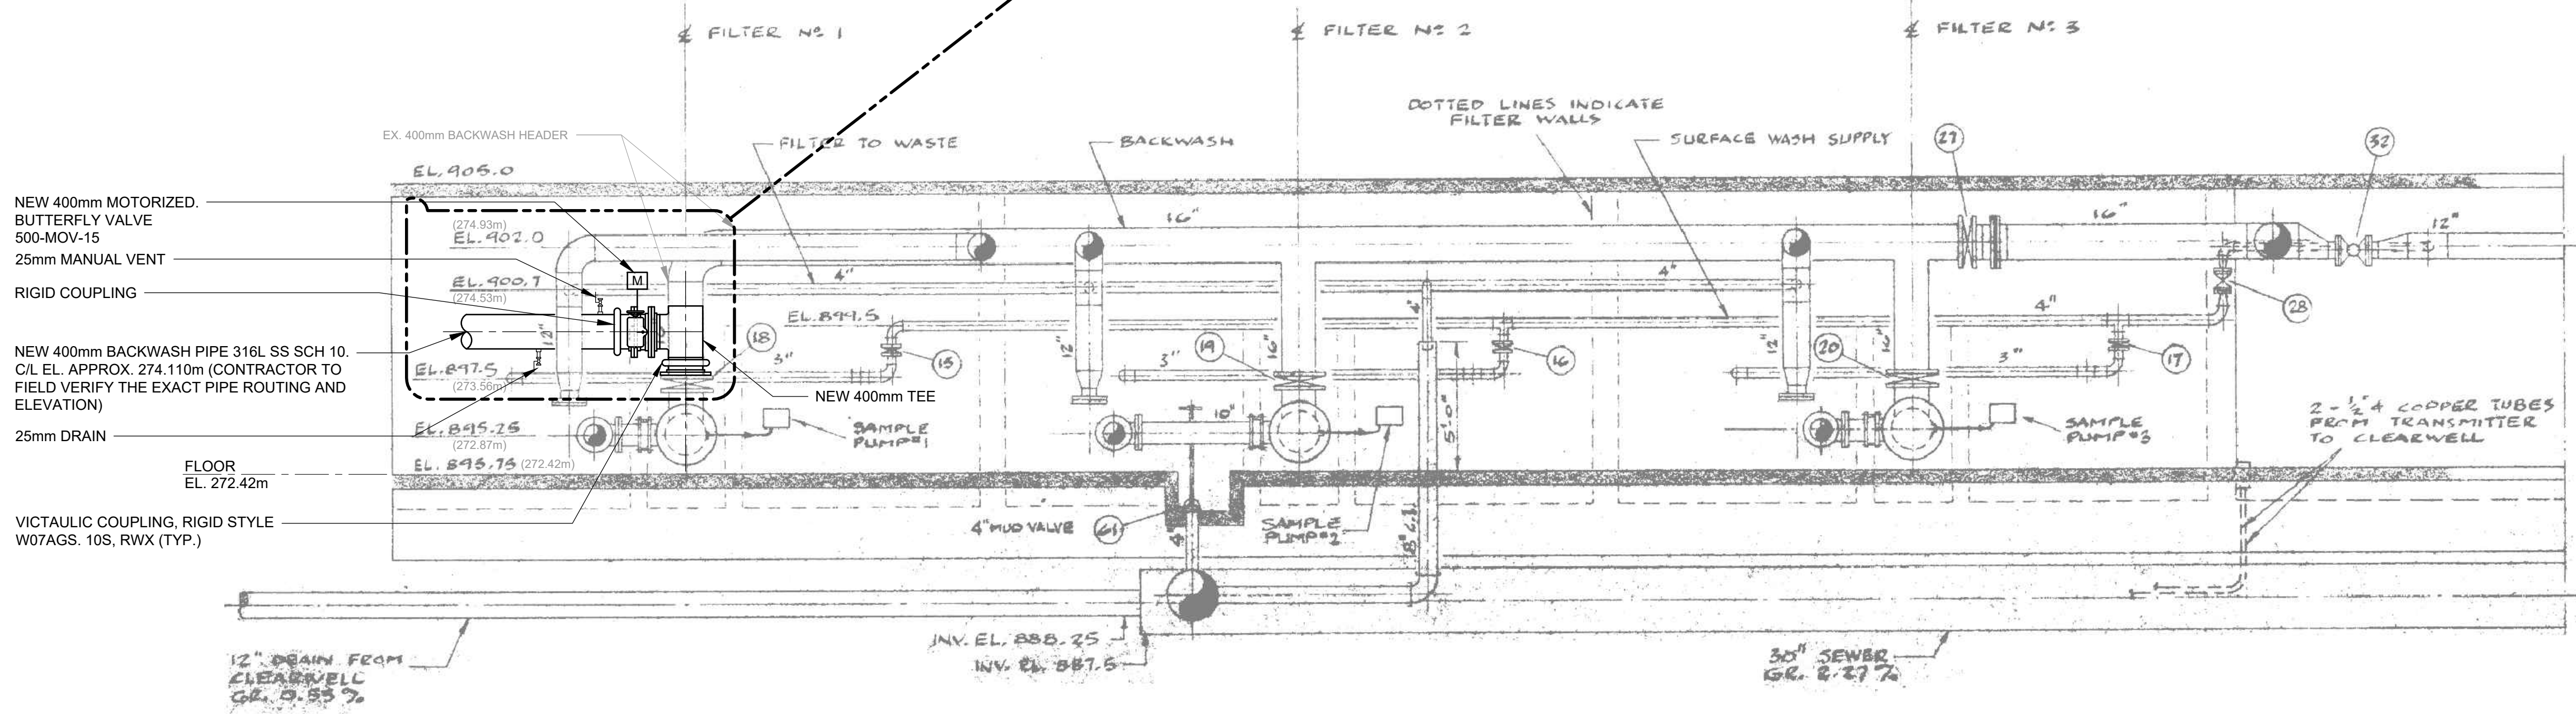 ℄ FILTER Nº 1
℄ FILTER Nº 2
℄ FILTER Nº 3
EX. 400mm BACKWASH HEADER
FILTER TO WASTE
BACKWASH
DOTTED LINES INDICATE
FILTER WALLS
SURFACE WASH SUPPLY
27
32
EL. 905.0
NEW 400mm MOTORIZED.
BUTTERFLY VALVE
500-MOV-15
25mm MANUAL VENT
RIGID COUPLING
NEW 400mm BACKWASH PIPE 316L SS SCH 10.
C/L EL. APPROX. 274.110m (CONTRACTOR TO
FIELD VERIFY THE EXACT PIPE ROUTING AND
ELEVATION)
25mm DRAIN
FLOOR
EL. 272.42m
VICTAULIC COUPLING, RIGID STYLE
W07AGS. 10S, RWX (TYP.)
(274.93m)
EL. 902.0
EL. 900.7
(274.53m)
M
12"
EL. 897.5
(273.56m)
EL. 895.25
(272.87m)
EL. 893.75 (272.42m)
NEW 400mm TEE
18
3"
15
4"
EL. 899.5
SAMPLE
PUMP#1
16"
12"
3"
19
16"
10"
4"
4"
16
5'-0"
SAMPLE
PUMP#2
4" MUD VALVE
61
4"
8" C.I.
12"
20
16"
3"
17
4"
28
16"
12"
SAMPLE
PUMP#3
2 - ½" ⌀ COPPER TUBES
FROM TRANSMITTER
TO CLEARWELL
INV. EL. 888.25
INV. EL. 887.5
12" DRAIN FROM
CLEARWELL
GR. 0.55 %
30" SEWER
GR. 2.27 %